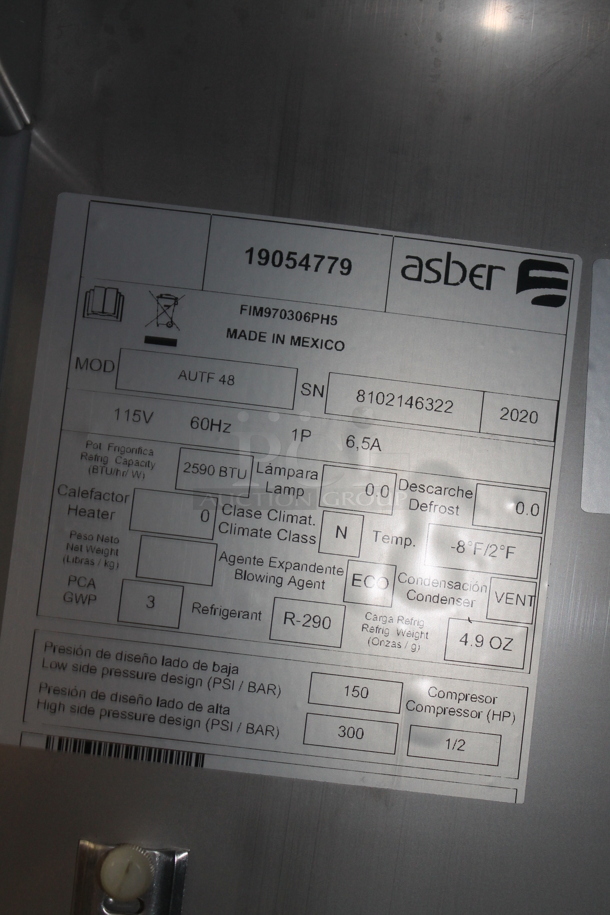 19054779
asber
FIM970306PH5
MADE IN MEXICO
MOD AUTF 48 SN 8102146322 2020
115V 60Hz 1P 6,5A
Pot. Frigorifica
Refrig. Capacity
(BTU/hr/ W)
2590 BTU
Lámpara
Lamp
0.0
Descarche
Defrost
0.0
Calefactor
Heater
0
Clase Climat.
Climate Class
N
Temp.
-8°F/2°F
Peso Neto
Net Weight
(Libras / kg)
Agente Expandente
Blowing Agent
ECO
Condensación
Condenser
VENT
PCA
GWP
3
Refrigerant
R-290
Carga Refrig
Refrig. Weight
(Onzas / g)
4.9 OZ
Presión de diseño lado de baja
Low side pressure design (PSI / BAR)
150
Presión de diseño lado de alta
High side pressure design (PSI / BAR)
300
Compresor
Compressor (HP)
1/2
PCI
AUCTION GROUP